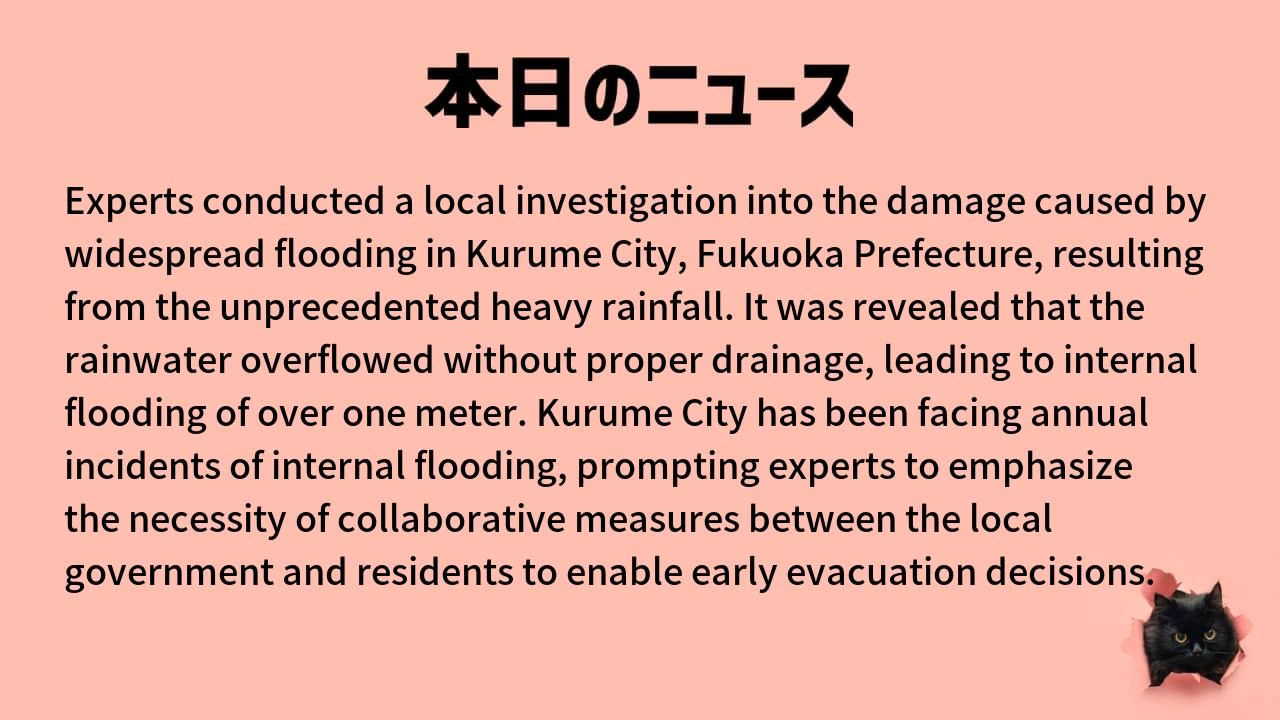 本日のニュース
Experts conducted a local investigation into the damage caused by
widespread flooding in Kurume City, Fukuoka Prefecture, resulting
from the unprecedented heavy rainfall. It was revealed that the
rainwater overflowed without proper drainage, leading to internal
flooding of over one meter. Kurume City has been facing annual
incidents of internal flooding, prompting experts to emphasize
the necessity of collaborative measures between the local
government and residents to enable early evacuation decisions.